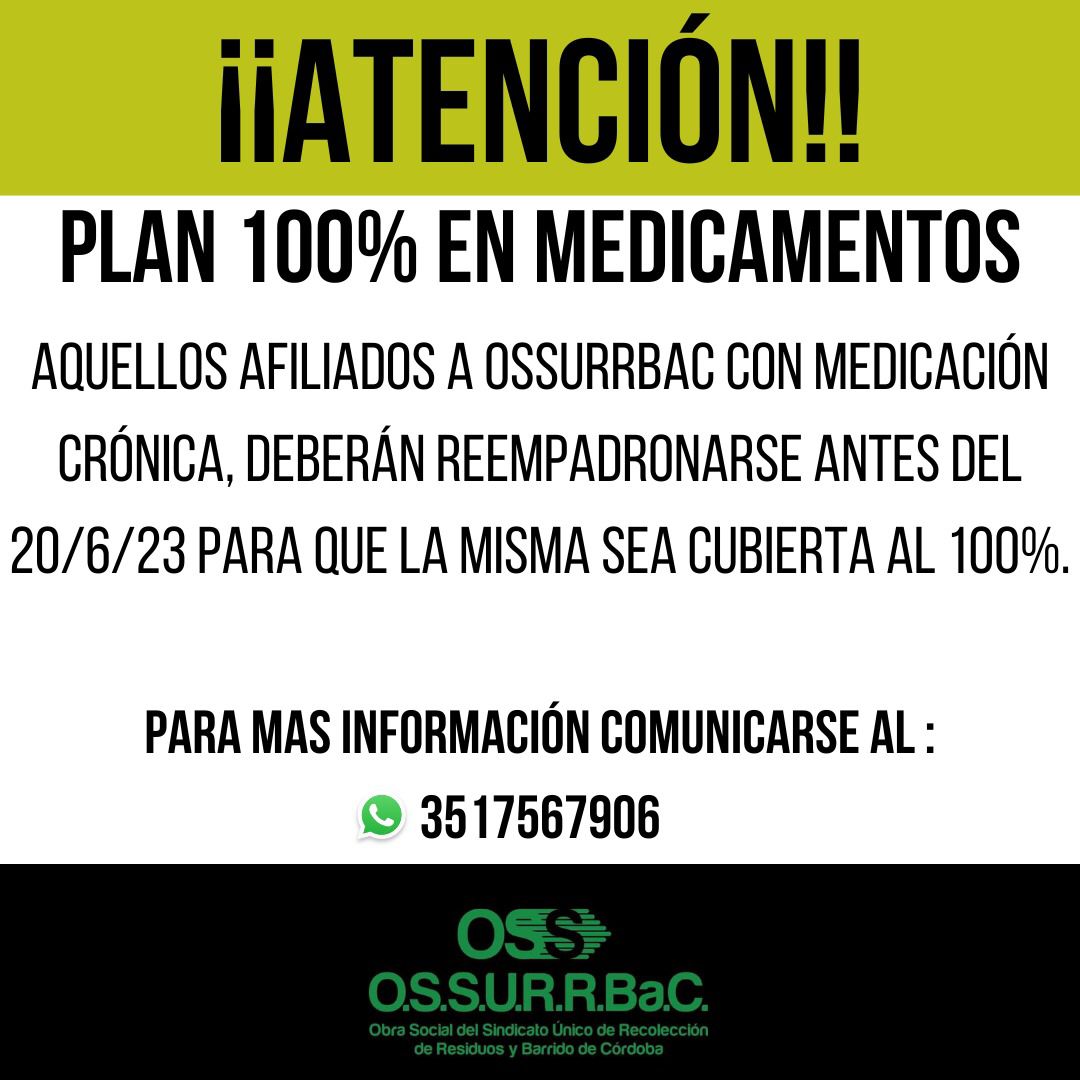 ¡¡ATENCIÓN!!
PLAN 100% EN MEDICAMENTOS
AQUELLOS AFILIADOS A OSSURRBAC CON MEDICACIÓN
CRÓNICA, DEBERÁN REEMPADRONARSE ANTES DEL
20/6/23 PARA QUE LA MISMA SEA CUBIERTA AL 100%.
PARA MAS INFORMACIÓN COMUNICARSE AL :
3517567906
OSS
O.S.S.U.R.R.BaC.
Obra Social del Sindicato Único de Recolección
de Residuos y Barrido de Córdoba